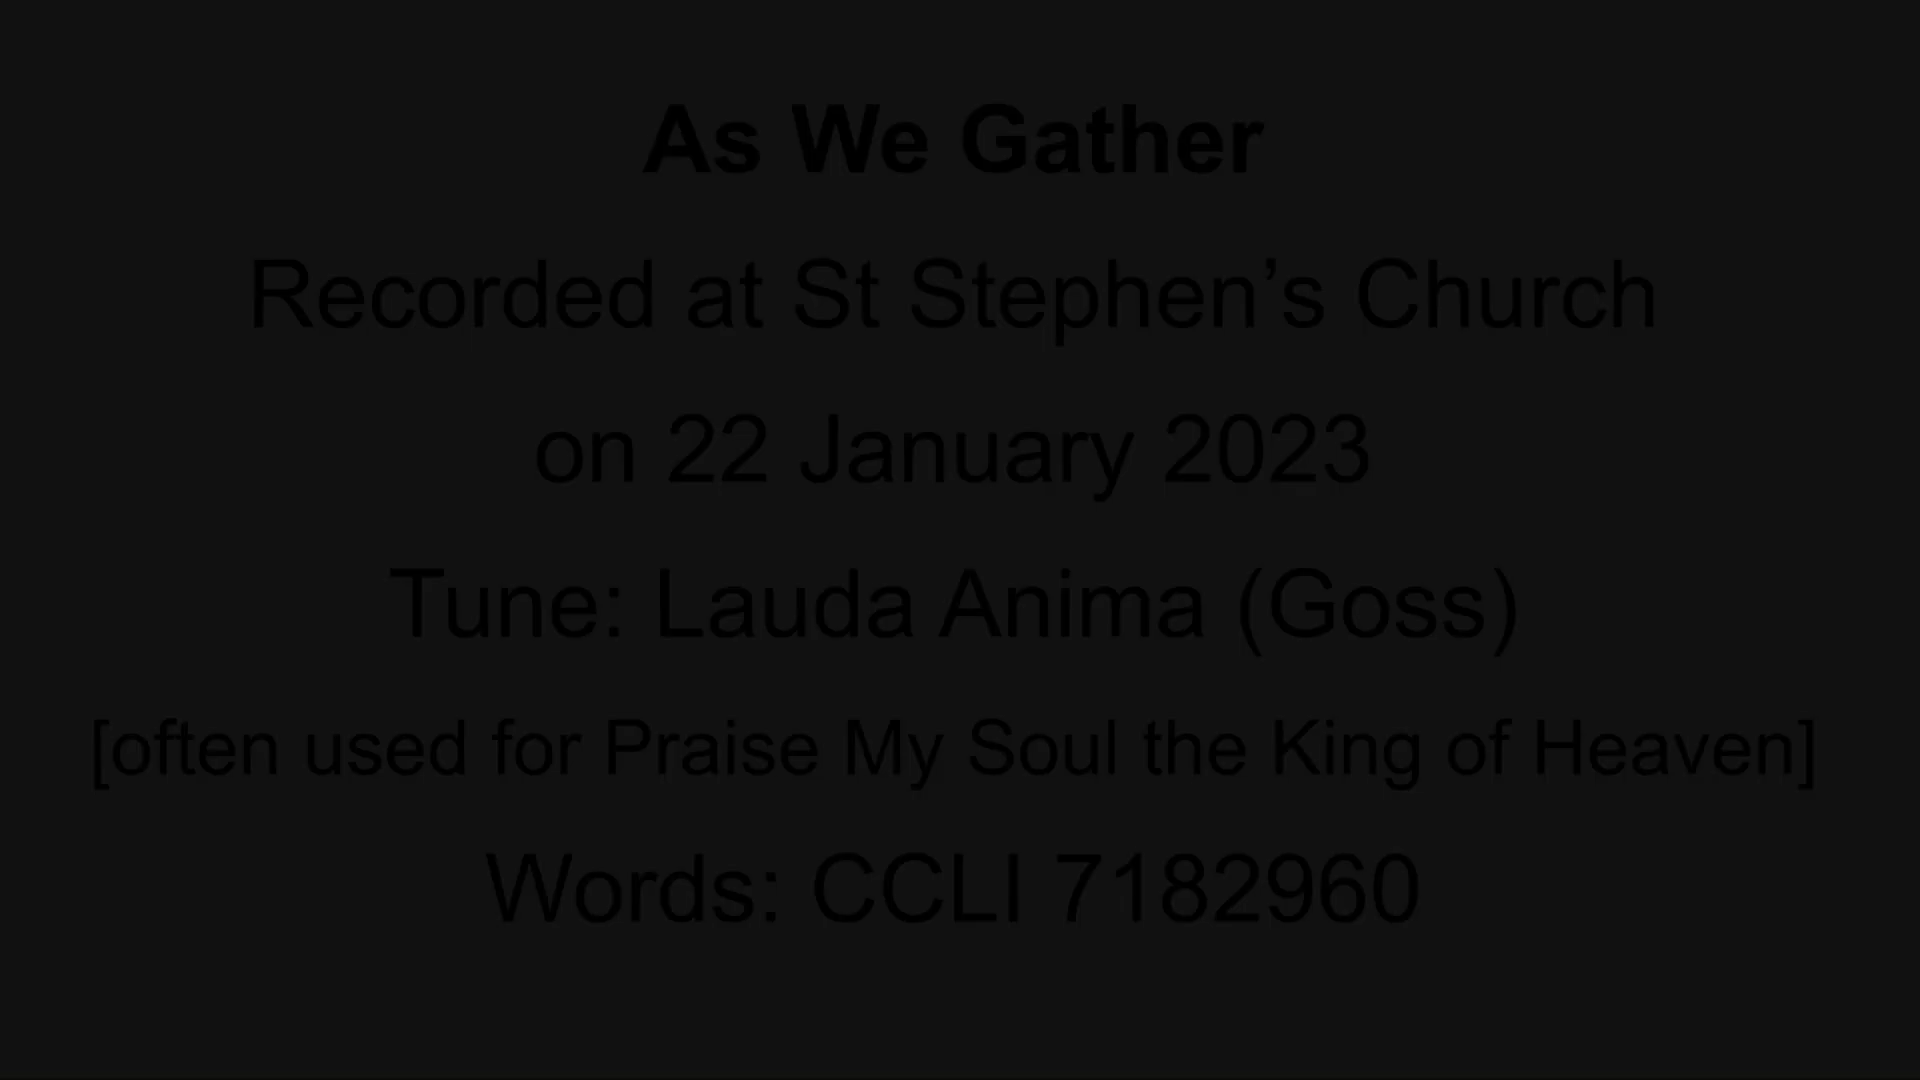 As We Gather
Recorded at St Stephen’s Church
on 22 January 2023
Tune: Lauda Anima (Goss)
[often used for Praise My Soul the King of Heaven]
Words: CCLI 7182960